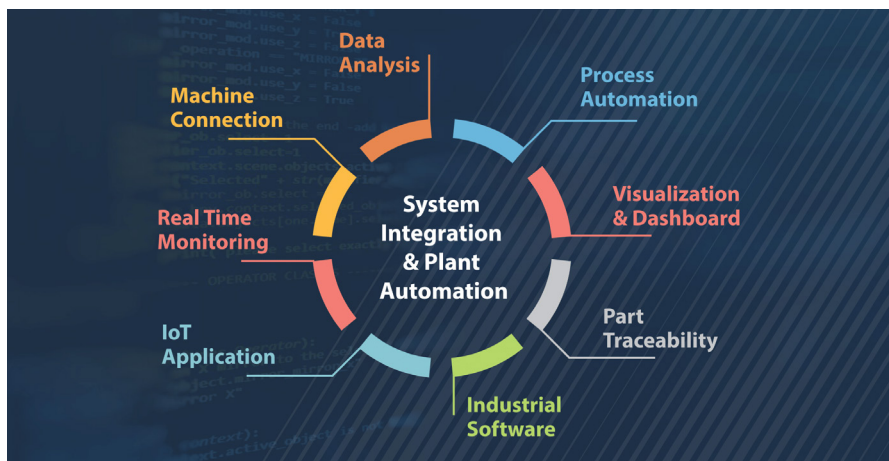 Data
Analysis
Process
Automation
Machine
Connection
Visualization
& Dashboard
Real Time
Monitoring
System
Integration
& Plant
Automation
Part
Traceability
IoT
Application
Industrial
Software